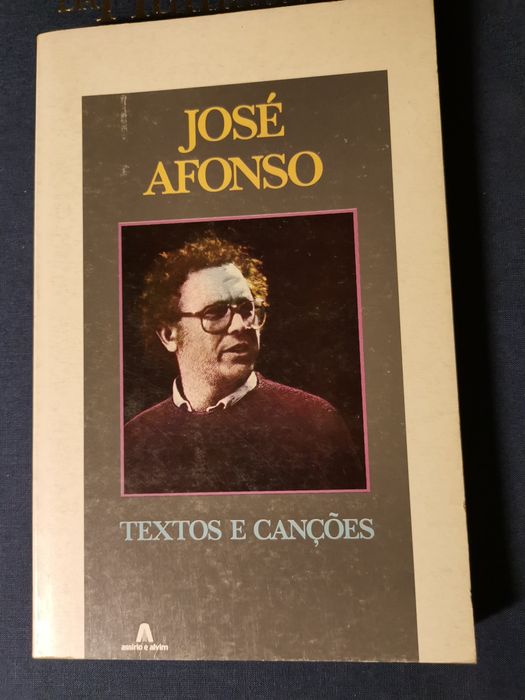 JOSÉ
AFONSO
TEXTOS E CANÇÕES
assírio e alvim